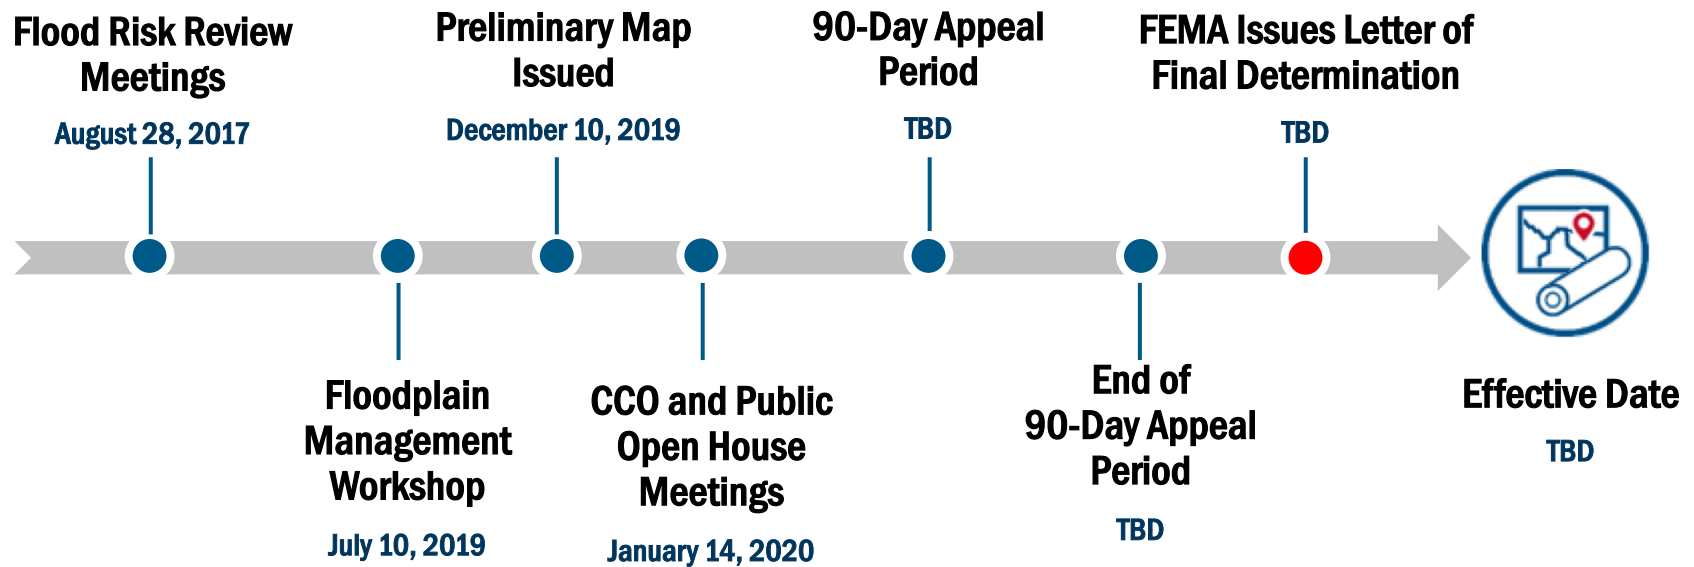 Flood Risk Review
Meetings
August 28, 2017
Floodplain
Management
Workshop
July 10, 2019
Preliminary Map
Issued
December 10, 2019
CCO and Public
Open House
Meetings
January 14, 2020
90-Day Appeal
Period
TBD
End of
90-Day Appeal
Period
TBD
FEMA Issues Letter of
Final Determination
TBD
Effective Date
TBD